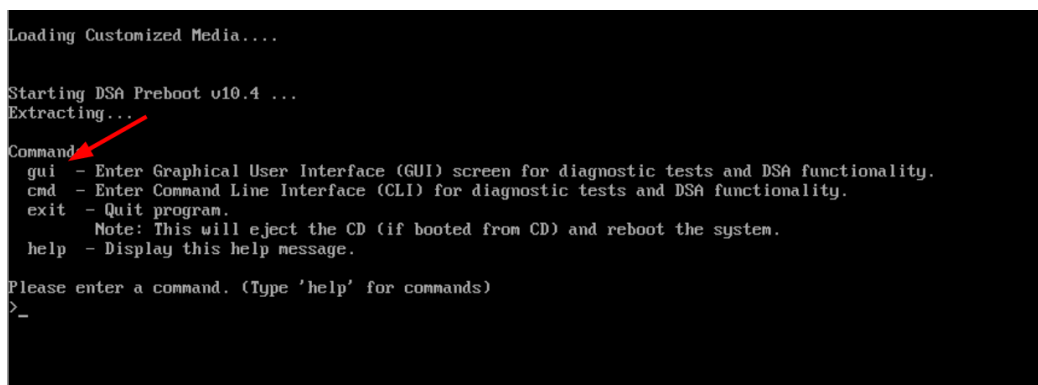 Loading Customized Media....
Starting DSA Preboot v10.4 ...
Extracting...
Command
gui - Enter Graphical User Interface (GUI) screen for diagnostic tests and DSA functionality.
cmd - Enter Command Line Interface (CLI) for diagnostic tests and DSA functionality.
exit - Quit program.
Note: This will eject the CD (if booted from CD) and reboot the system.
help - Display this help message.
Please enter a command. (Type 'help' for commands)
>_